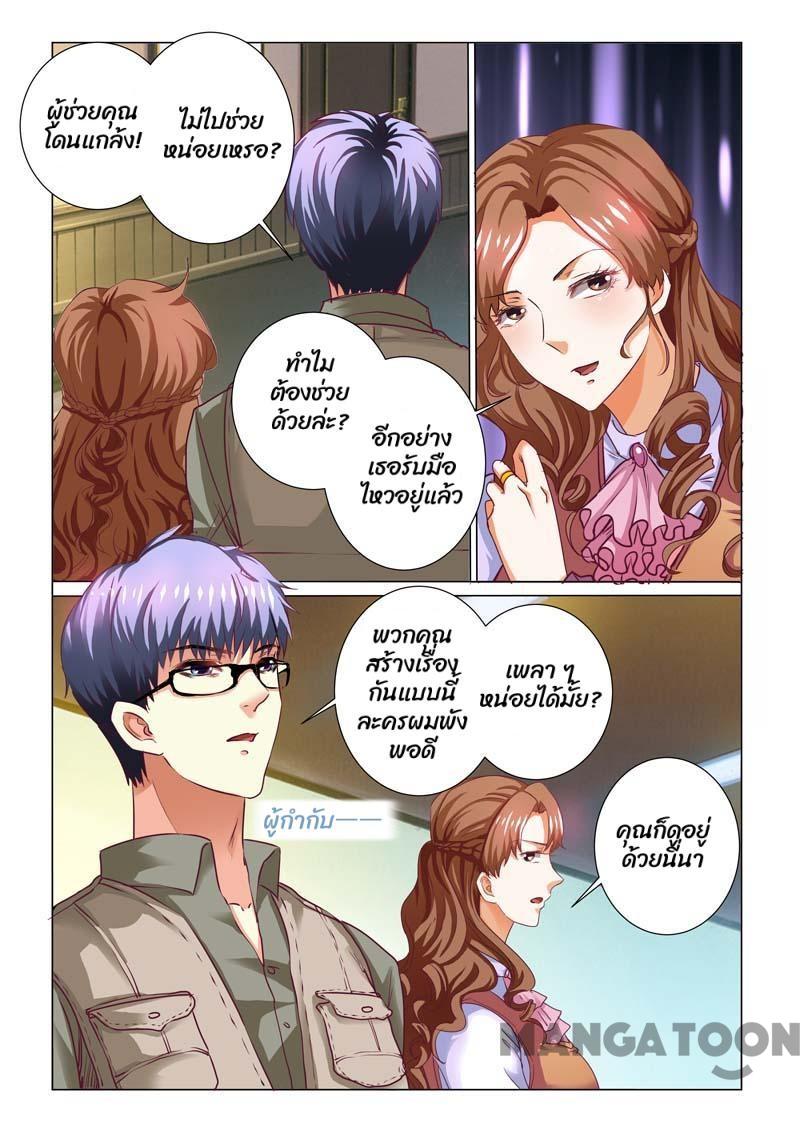 ผู้ช่วยคุณ
โดนแกล้ง!
ไม่ไปช่วย
หน่อยเหรอ?
ทำไม
ต้องช่วย
ด้วยล่ะ?
อีกอย่าง
เธอรับมือ
ไหวอยู่แล้ว
พวกคุณ
สร้างเรื่อง
กันแบบนี้
ละครผมพัง
พอดี
เพลา ๆ
หน่อยได้มั้ย?
ผู้กำกับ——
คุณก็ดูอยู่
ด้วยนี่นา
MANGATOON